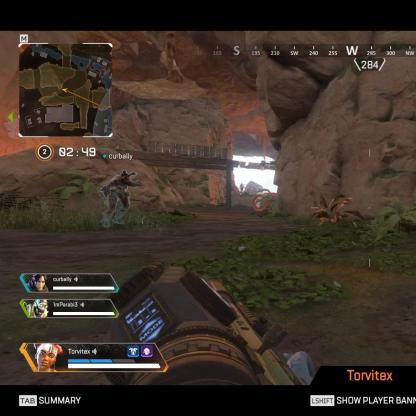 M
165 S 195 210 SW 240 255 W 285 300 NW
284
2 02:49
curbally
curbally
Torvitex
Torvitex
TAB SUMMARY
LSHIFT SHOW PLAYER BANN